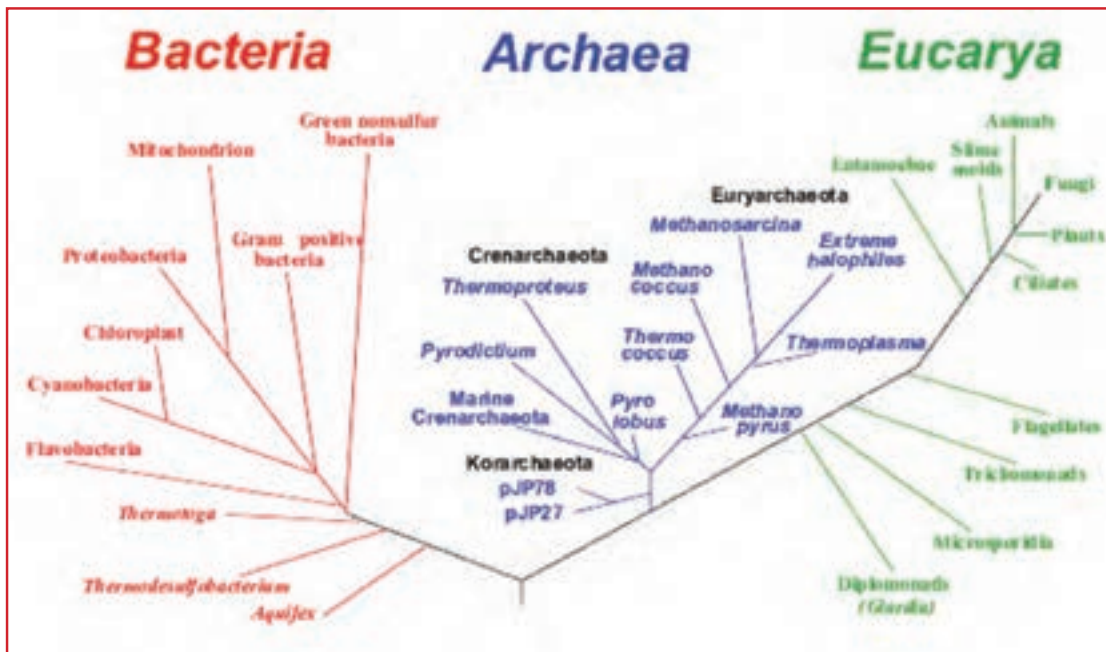 Bacteria
Archaea
Eucarya
Green nonsulfur
bacteria
Mitochondrion
Gram positive
bacteria
Proteobacteria
Chloroplast
Cyanobacteria
Flavobacteria
Thermotoga
Thermodesulfobacterium
Aquifex
Euryarchaeota
Methanosarcina
Extreme
halophiles
Crenarchaeota
Thermoproteus
Methano
coccus
Pyrodictium
Thermo
coccus
Thermoplasma
Marine
Crenarchaeota
Pyro
lobus
Methano
pyrus
Korarchaeota
pJP78
pJP27
Animals
Entamoebae
Slime
molds
Fungi
Plants
Ciliates
Flagellates
Trichomonads
Microsporidia
Diplomonads
(Giardia)